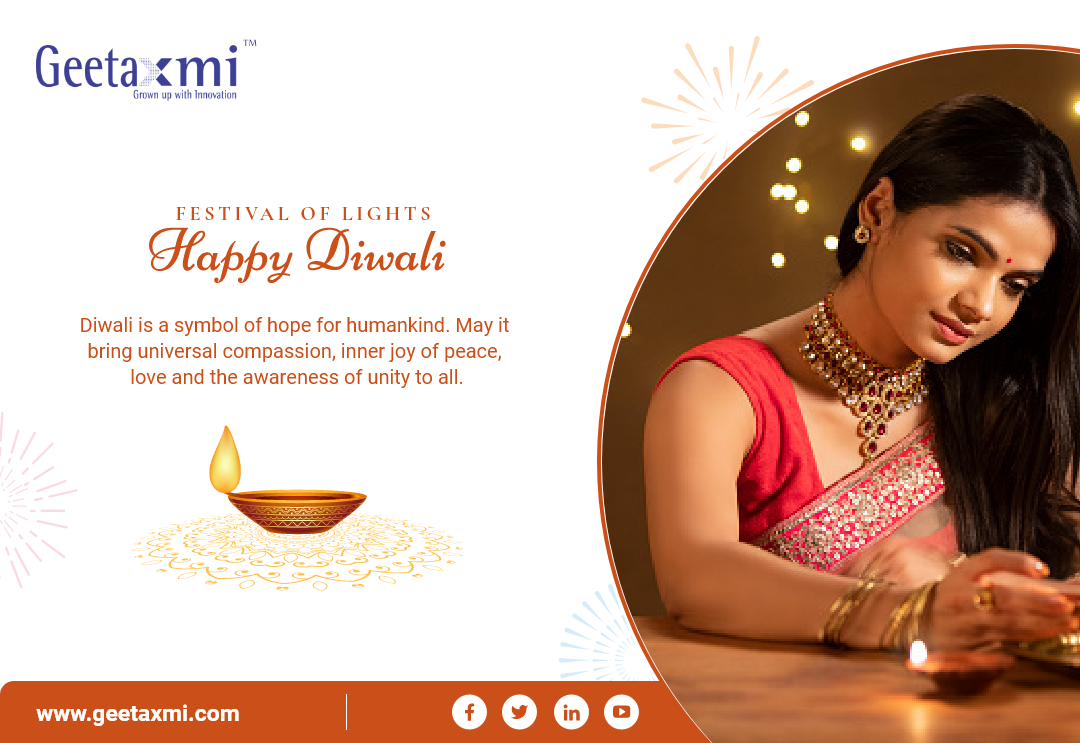 Geetaxmi™
Grown up with Innovation
FESTIVAL OF LIGHTS
Happy Diwali
Diwali is a symbol of hope for humankind. May it
bring universal compassion, inner joy of peace,
love and the awareness of unity to all.
www.geetaxmi.com